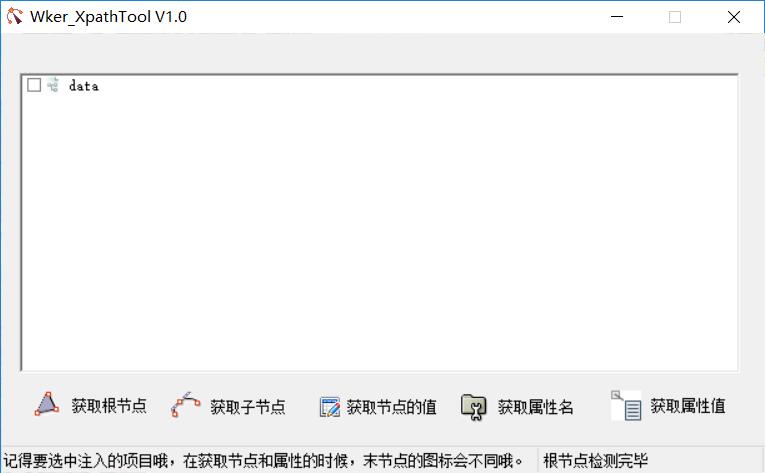 Wker_XpathTool V1.0
data
获取根节点 获取子节点 获取节点的值 获取属性名 获取属性值
记得要选中注入的项目哦，在获取节点和属性的时候，末节点的图标会不同哦。 根节点检测完毕